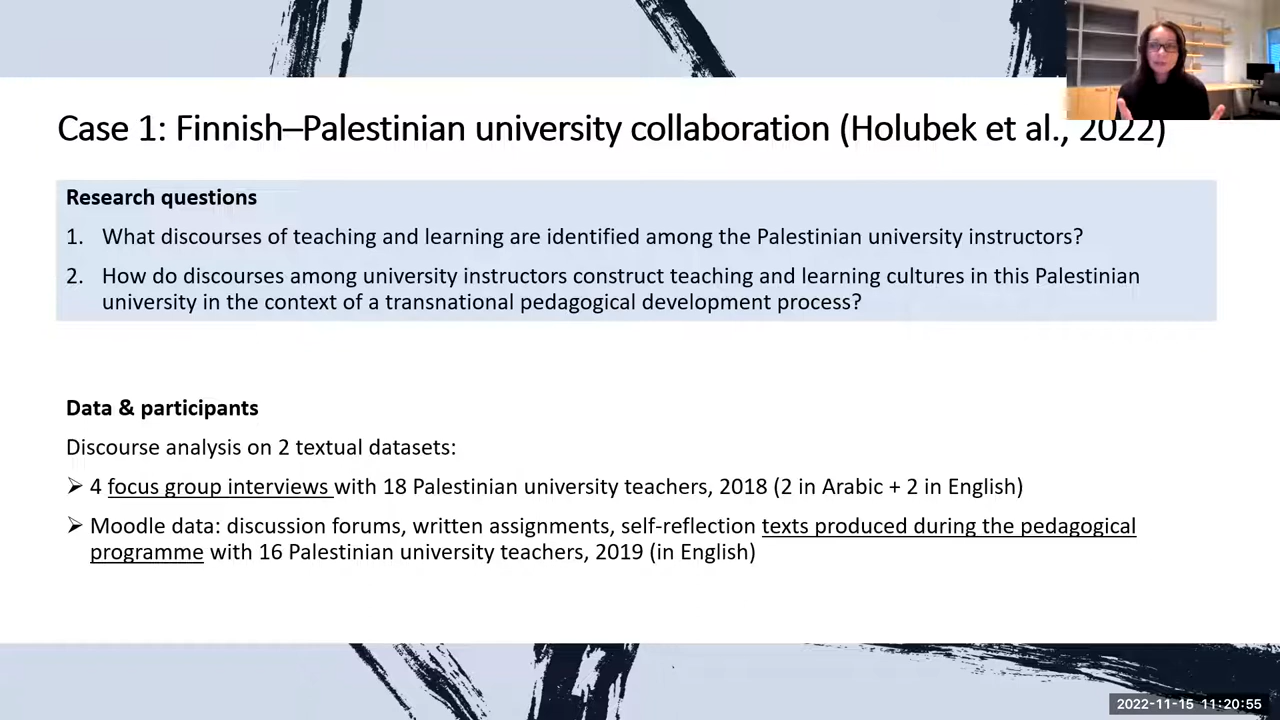 Case 1: Finnish–Palestinian university collaboration (Holubek et al., 2022)
Research questions
1. What discourses of teaching and learning are identified among the Palestinian university instructors?
2. How do discourses among university instructors construct teaching and learning cultures in this Palestinian
university in the context of a transnational pedagogical development process?
Data & participants
Discourse analysis on 2 textual datasets:
➢ 4 focus group interviews with 18 Palestinian university teachers, 2018 (2 in Arabic + 2 in English)
➢ Moodle data: discussion forums, written assignments, self-reflection texts produced during the pedagogical
programme with 16 Palestinian university teachers, 2019 (in English)
2022-11-15 11:20:55